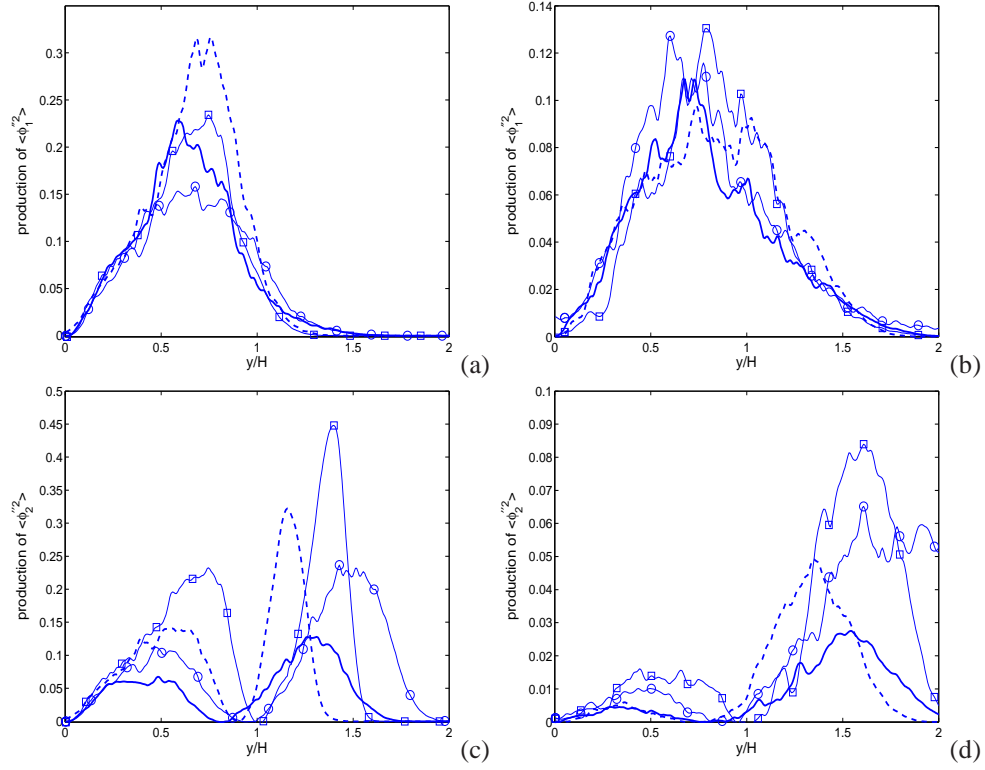 0.3
0.25
0.2
0.15
0.1
0.05
0
0 0.5 1 1.5 2
y/H
production of <ϕ₁″²>
(a)
0.14
0.12
0.1
0.08
0.06
0.04
0.02
0
0 0.5 1 1.5 2
y/H
production of <ϕ₁″²>
(b)
0.5
0.45
0.4
0.35
0.3
0.25
0.2
0.15
0.1
0.05
0
0 0.5 1 1.5 2
y/H
production of <ϕ₂″²>
(c)
0.1
0.09
0.08
0.07
0.06
0.05
0.04
0.03
0.02
0.01
0
0 0.5 1 1.5 2
y/H
production of <ϕ₂″²>
(d)